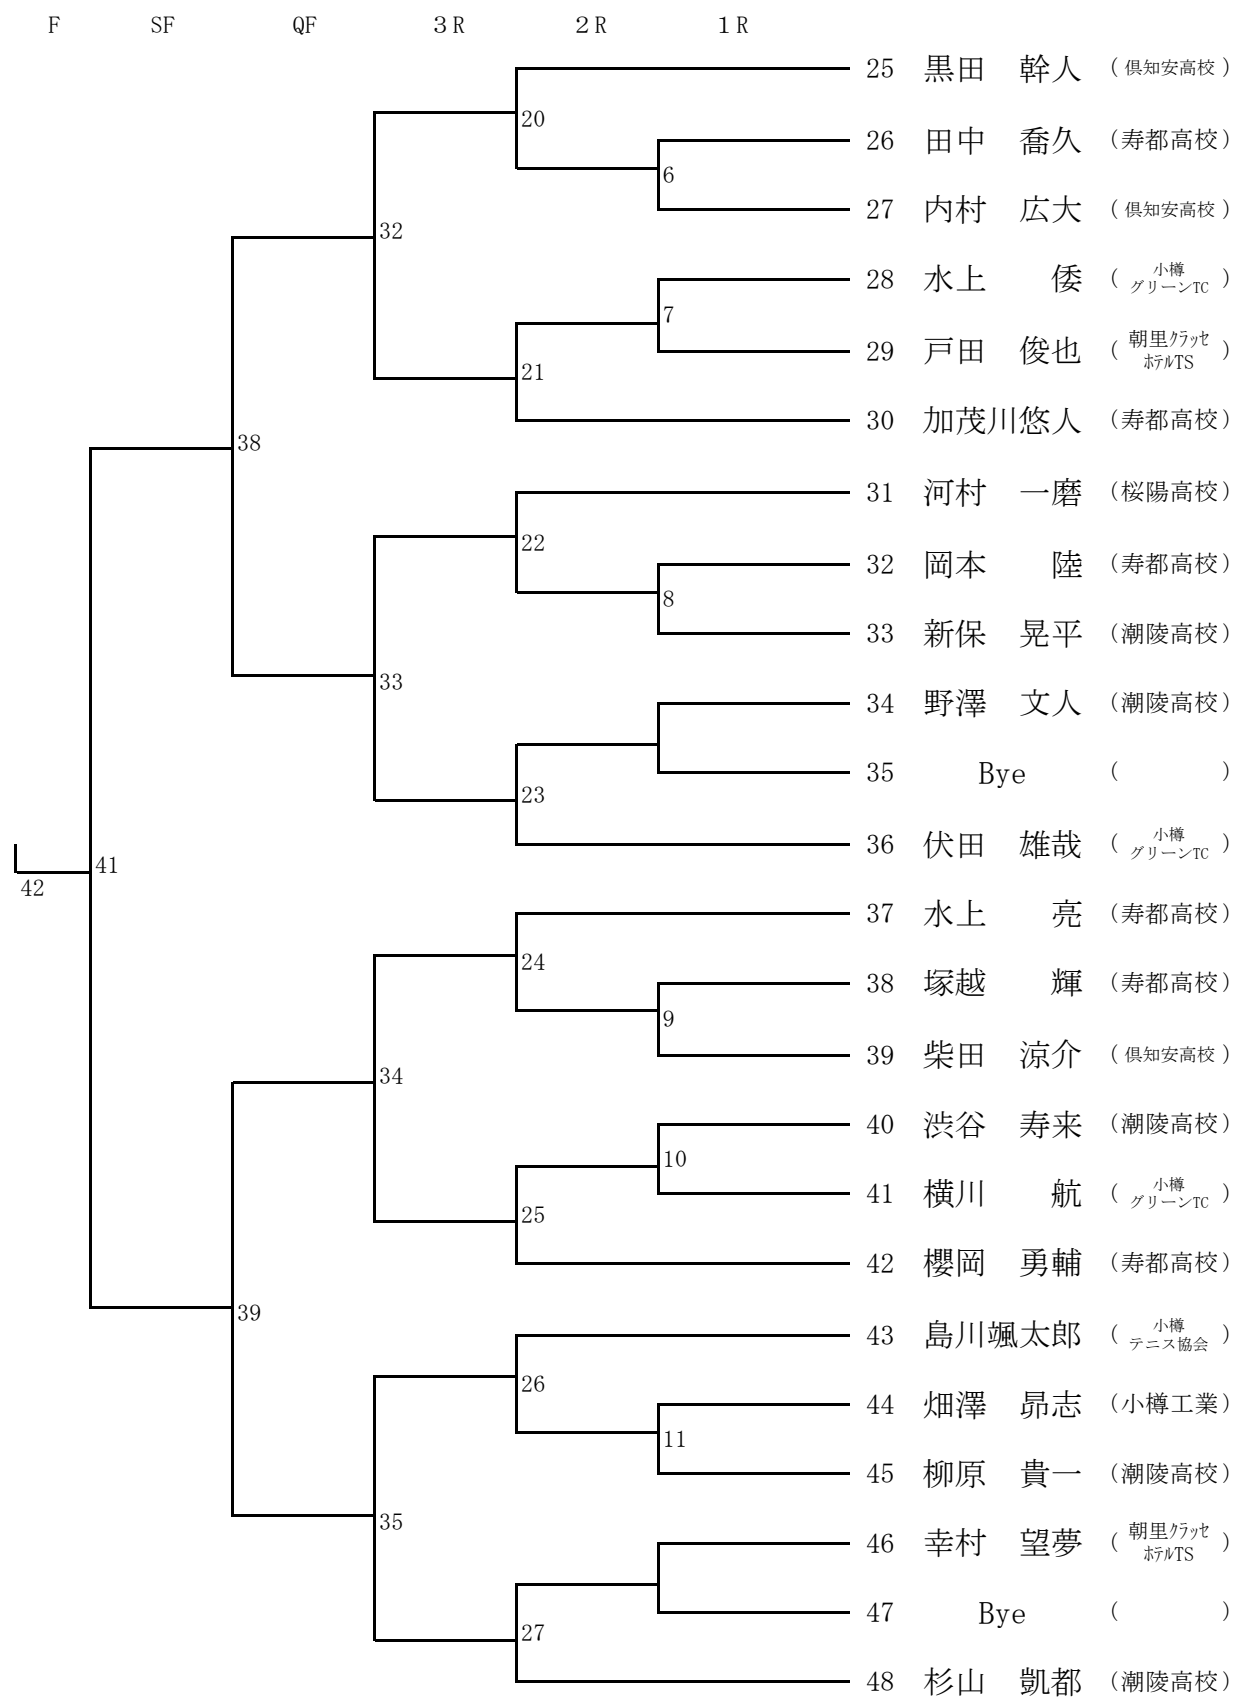 F SF QF 3R 2R 1R
25 黒田 幹人 （倶知安高校）
20
26 田中 喬久 （寿都高校）
6
27 内村 広大 （倶知安高校）
32
28 水上 倭 （小樽グリーンTC）
7
29 戸田 俊也 （朝里ｸﾗｯｾﾎﾃﾙTS）
21
30 加茂川悠人 （寿都高校）
38
31 河村 一磨 （桜陽高校）
22
32 岡本 陸 （寿都高校）
8
33 新保 晃平 （潮陵高校）
33
34 野澤 文人 （潮陵高校）
35 Bye （ ）
23
36 伏田 雄哉 （小樽グリーンTC）
41
42
37 水上 亮 （寿都高校）
24
38 塚越 輝 （寿都高校）
9
39 柴田 涼介 （倶知安高校）
34
40 渋谷 寿来 （潮陵高校）
10
41 横川 航 （小樽グリーンTC）
25
42 櫻岡 勇輔 （寿都高校）
39
43 島川颯太郎 （小樽テニス協会）
26
44 畑澤 昴志 （小樽工業）
11
45 柳原 貴一 （潮陵高校）
35
46 幸村 望夢 （朝里ｸﾗｯｾﾎﾃﾙTS）
47 Bye （ ）
27
48 杉山 凱都 （潮陵高校）